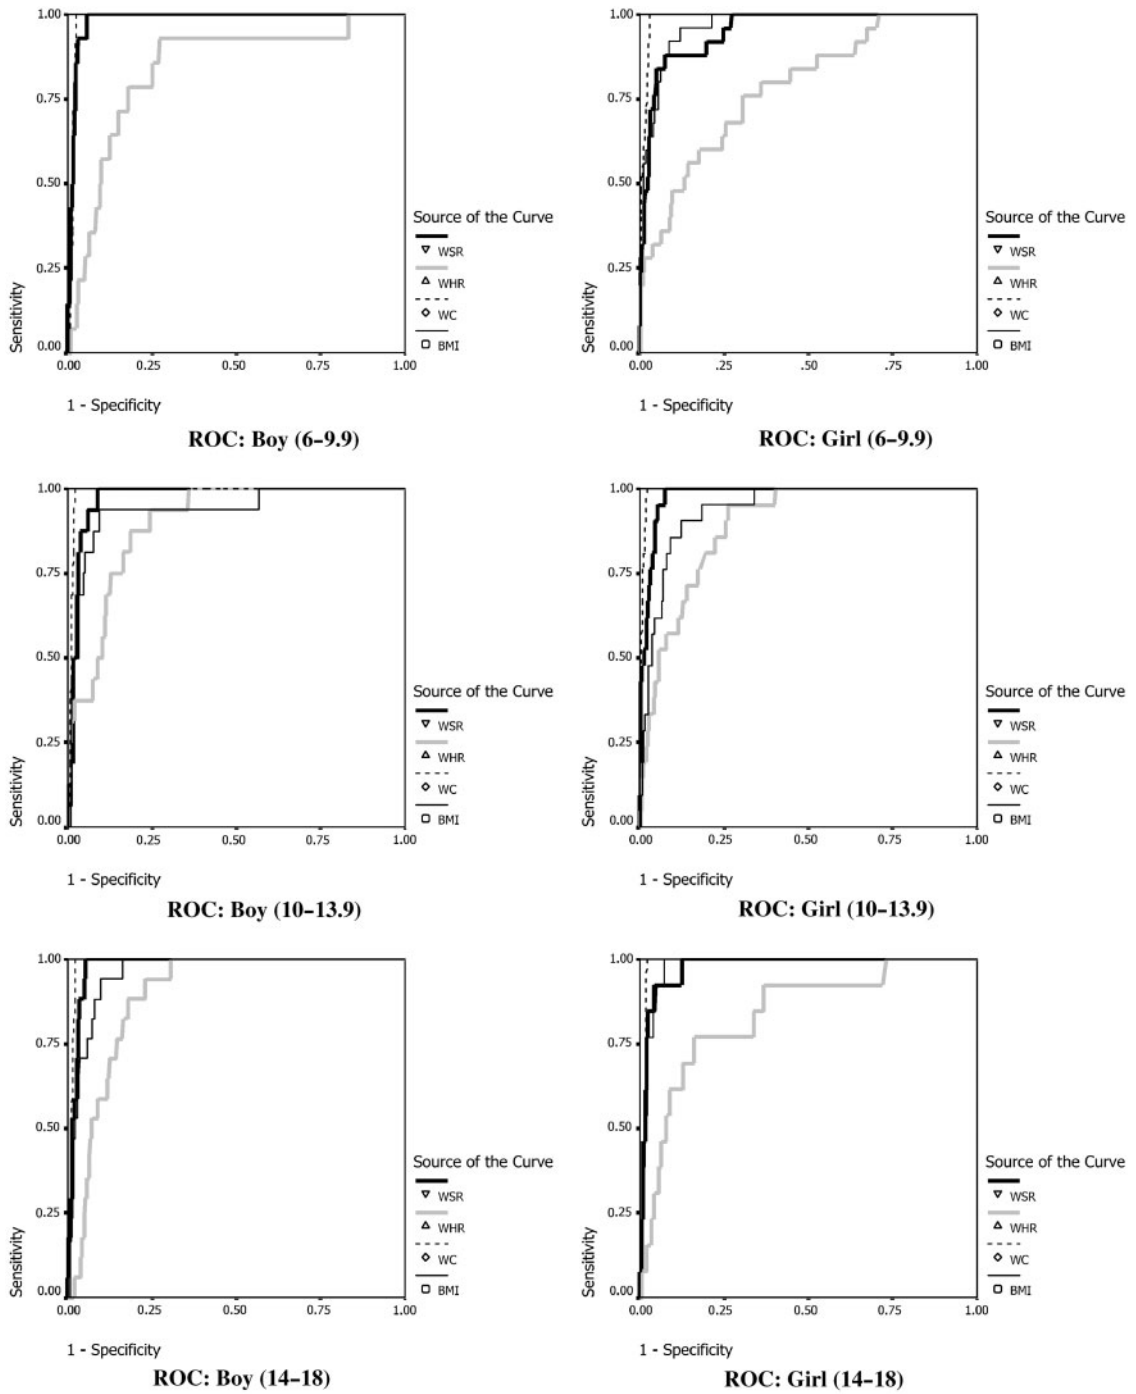 1.00
0.75
0.50
0.25
0.00
Sensitivity
0.00 0.25 0.50 0.75 1.00
1 - Specificity
Source of the Curve
WSR
WHR
WC
BMI
ROC: Boy (6–9.9)
1.00
0.75
0.50
0.25
0.00
Sensitivity
0.00 0.25 0.50 .75 1.00
1 - Specificity
Source of the Curve
WSR
WHR
WC
BMI
ROC: Girl (6–9.9)
1.00
0.75
0.50
0.25
0.00
Sensitivity
0.00 0.25 0.50 0.75 1.00
1 - Specificity
Source of the Curve
WSR
WHR
WC
BMI
ROC: Boy (10–13.9)
1.00
0.75
0.50
0.25
0.00
Sensitivity
0.00 0.25 0.50 0.75 1.00
1 - Specificity
Source of the Curve
WSR
WHR
WC
BMI
ROC: Girl (10–13.9)
1.00
0.75
0.50
0.25
0.00
Sensitivity
0.00 0.25 0.50 0.75 1.00
1 - Specificity
Source of the Curve
WSR
WHR
WC
BMI
ROC: Boy (14–18)
1.00
0.75
0.50
0.25
0.00
Sensitivity
0.00 0.25 0.50 0.75 1.00
1 - Specificity
Source of the Curve
WSR
WHR
WC
BMI
ROC: Girl (14–18)